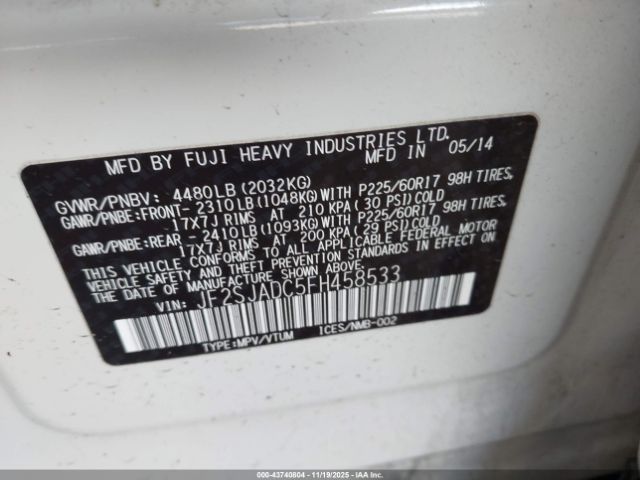 MFD BY FUJI HEAVY INDUSTRIES LTD.
MFD IN 05/14
GVWR/PNBV: 4480LB (2032KG)
GAWR/PNBE:FRONT- 2310LB (1048KG)WITH P225/60R17 98H TIRES,
17X7J RIMS AT 210 KPA( 30 PSI)COLD
GAWR/PNBE:REAR - 2410LB (1093KG)WITH P225/60R17 98H TIRES,
17X7J RIMS AT 200 KPA( 29 PSI)COLD
THIS VEHICLE CONFORMS TO ALL APPLICABLE FEDERAL MOTOR
VEHICLE SAFETY AND THEFT PREVENTION STANDARDS IN EFFECT ON
THE DATE OF MANUFACTURE SHOWN ABOVE.
VIN: JF2SJADC5FH458533
TYPE:MPV/VTUM ICES/NMB-002
000-43740804 | 11/19/2025 | IAAI.COM